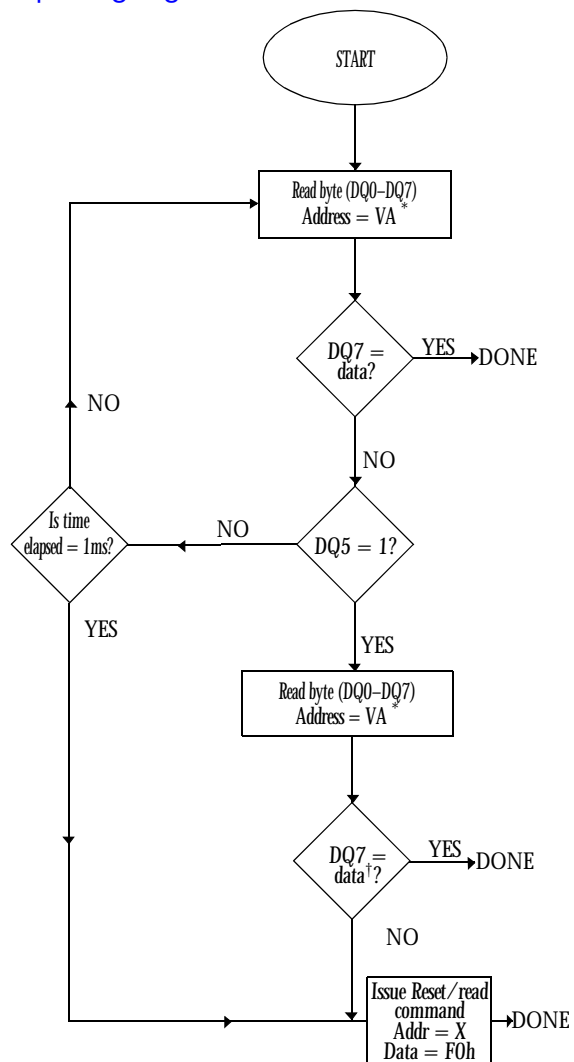 START
Read byte (DQ0–DQ7)
Address = VA *
DQ7 =
data?
YES
DONE
NO
NO
Is time
elapsed = 1ms?
NO
DQ5 = 1?
YES
YES
Read byte (DQ0–DQ7)
Address = VA *
DQ7 =
data†?
YES
DONE
NO
Issue Reset/read
command
Addr = X
Data = F0h
DONE